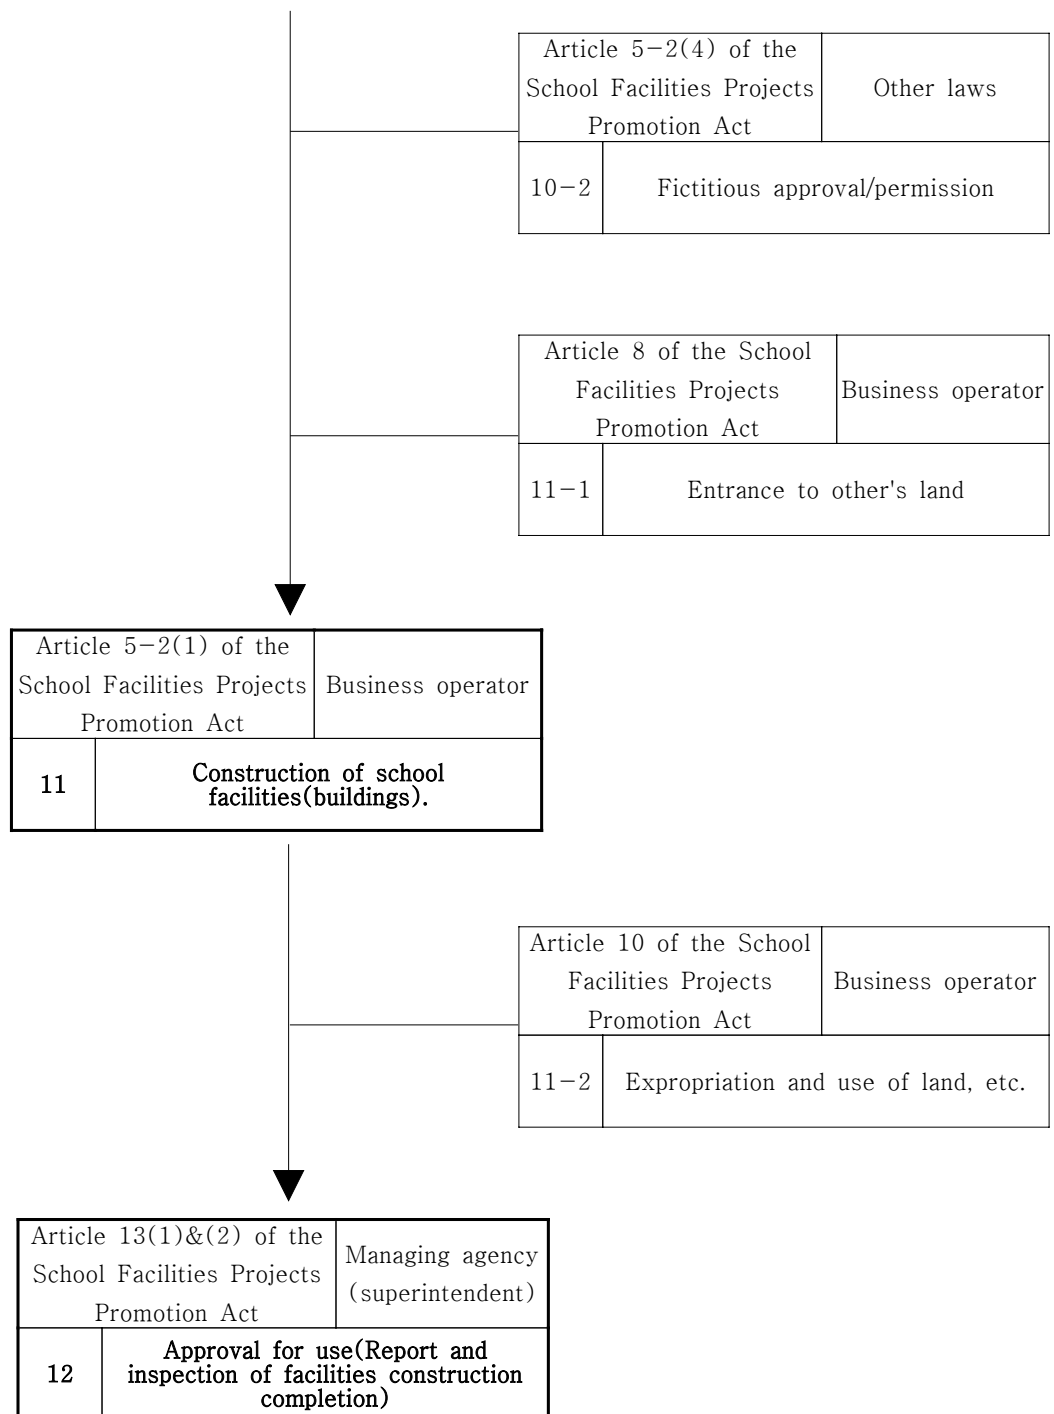 Article 5-2(4) of the
School Facilities Projects
Promotion Act
Other laws
10-2
Fictitious approval/permission
Article 8 of the School
Facilities Projects
Promotion Act
Business operator
11-1
Entrance to other's land
Article 5-2(1) of the
School Facilities Projects
Promotion Act
Business operator
11
Construction of school
facilities(buildings).
Article 10 of the School
Facilities Projects
Promotion Act
Business operator
11-2
Expropriation and use of land, etc.
Article 13(1)&(2) of the
School Facilities Projects
Promotion Act
Managing agency
(superintendent)
12
Approval for use(Report and
inspection of facilities construction
completion)